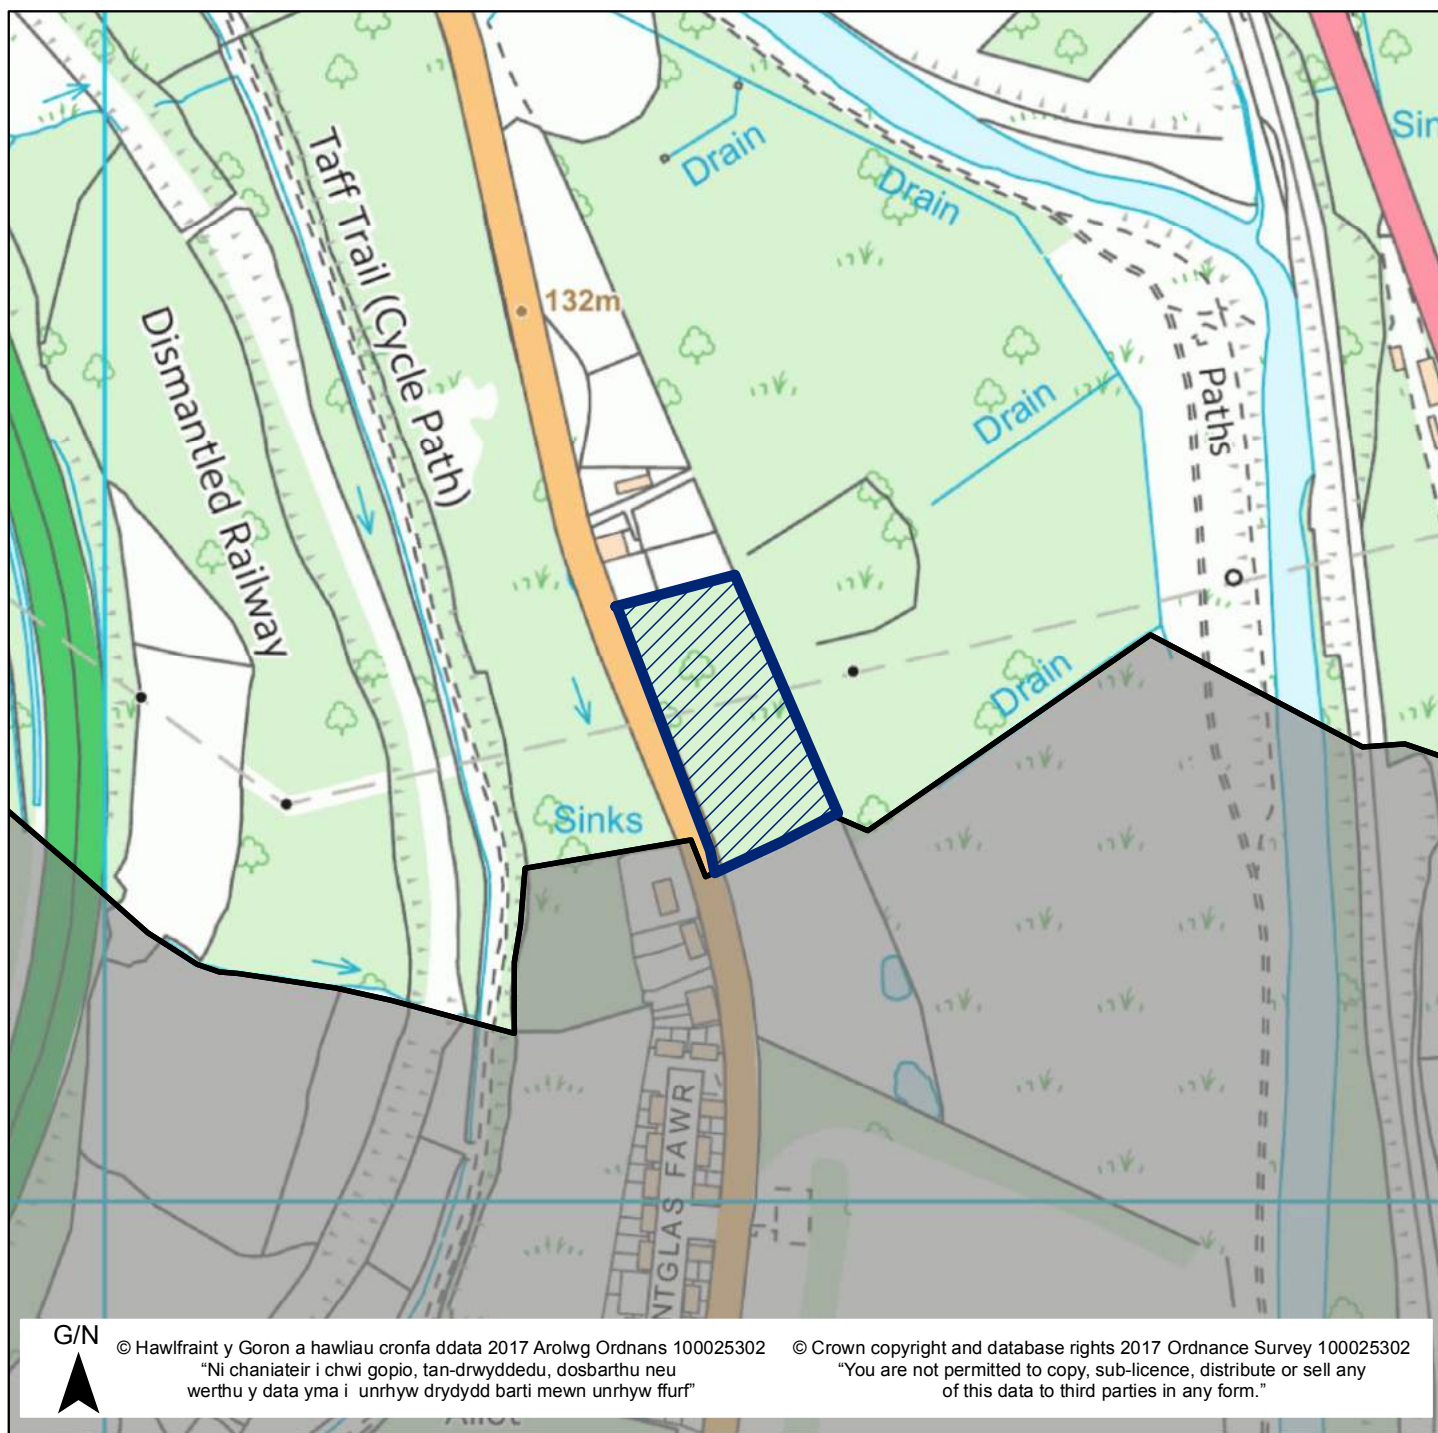 Drain
Drain
Sin
Taff Trail (Cycle Path)
132m
Dismantled Railway
Paths
Drain
Drain
Sinks
NTGLAS FAWR
G/N
© Hawlfraint y Goron a hawliau cronfa ddata 2017 Arolwg Ordnans 100025302
“Ni chaniateir i chwi gopio, tan-drwyddedu, dosbarthu neu
werthu y data yma i unrhyw drydydd barti mewn unrhyw ffurf”
© Crown copyright and database rights 2017 Ordnance Survey 100025302
“You are not permitted to copy, sub-licence, distribute or sell any
of this data to third parties in any form.”